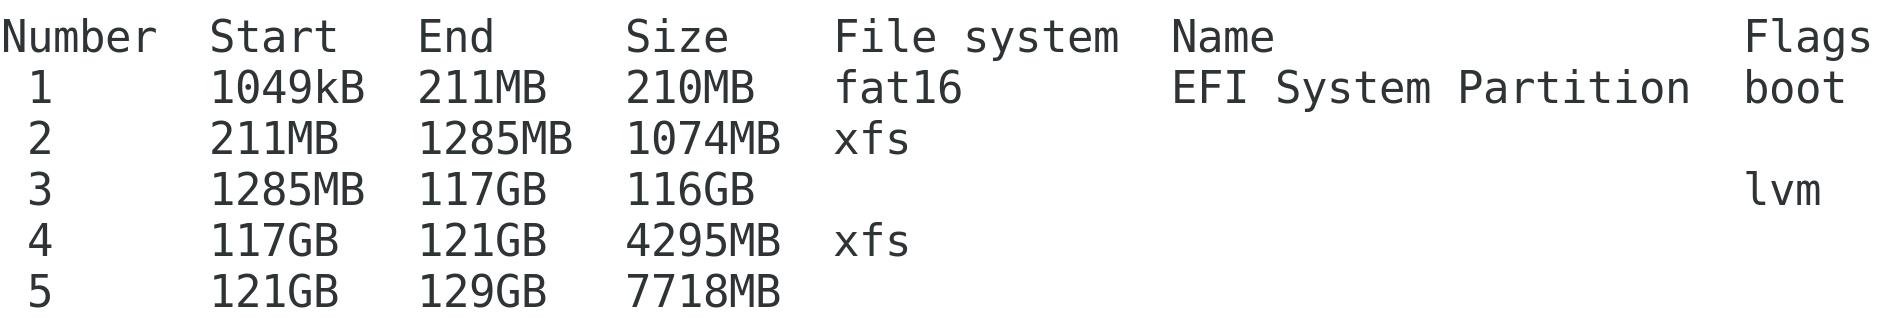 Number  Start   End     Size    File system  Name                  Flags
 1      1049kB  211MB   210MB   fat16        EFI System Partition  boot
 2      211MB   1285MB  1074MB  xfs
 3      1285MB  117GB   116GB                                      lvm
 4      117GB   121GB   4295MB  xfs
 5      121GB   129GB   7718MB